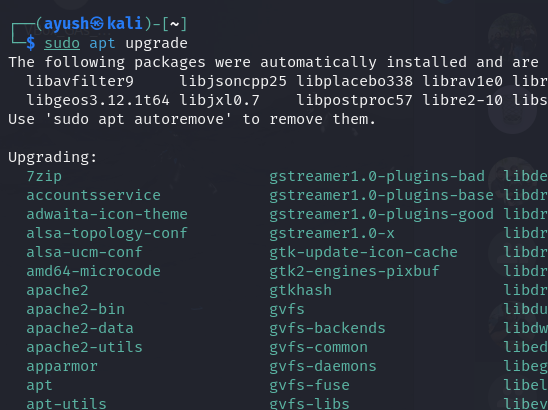 ┌──(ayush㉿kali)-[~]
└─$ sudo apt upgrade
The following packages were automatically installed and are
libavfilter9 libjsoncpp25 libplacebo338 librav1e0 libr
libgeos3.12.1t64 libjxl0.7 libpostproc57 libre2-10 libs
Use 'sudo apt autoremove' to remove them.
Upgrading:
7zip gstreamer1.0-plugins-bad libde
accountsservice gstreamer1.0-plugins-base libdr
adwaita-icon-theme gstreamer1.0-plugins-good libdr
alsa-topology-conf gstreamer1.0-x libdr
alsa-ucm-conf gtk-update-icon-cache libdr
amd64-microcode gtk2-engines-pixbuf libdr
apache2 gtkhash libdr
apache2-bin gvfs libdu
apache2-data gvfs-backends libdw
apache2-utils gvfs-common libed
apparmor gvfs-daemons libeg
apt gvfs-fuse libel
apt-utils gvfs-libs libev